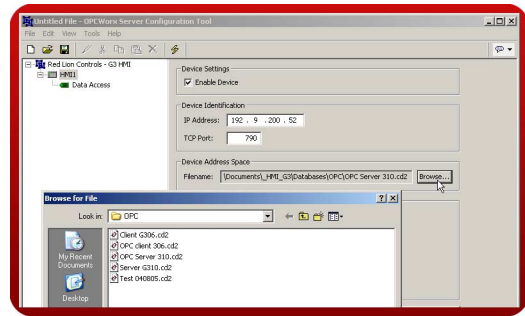 Untitled File - OPCWorx Server Configuration Tool
File Edit View Tools Help
Red Lion Controls - G3 HMI
HMI1
Data Access
Device Settings
Enable Device
Device Identification
IP Address: 192 . 9 .200 . 52
TCP Port: 790
Device Address Space
Filename: \Documents\_HMI_G3\Databases\OPC\OPC Server 310.cd2 Browse...
Browse for File
Look in: OPC
Client G306.cd2
OPC client 306.cd2
OPC Server 310.cd2
Server G310.cd2
Test 040805.cd2
My Recent
Documents
Desktop